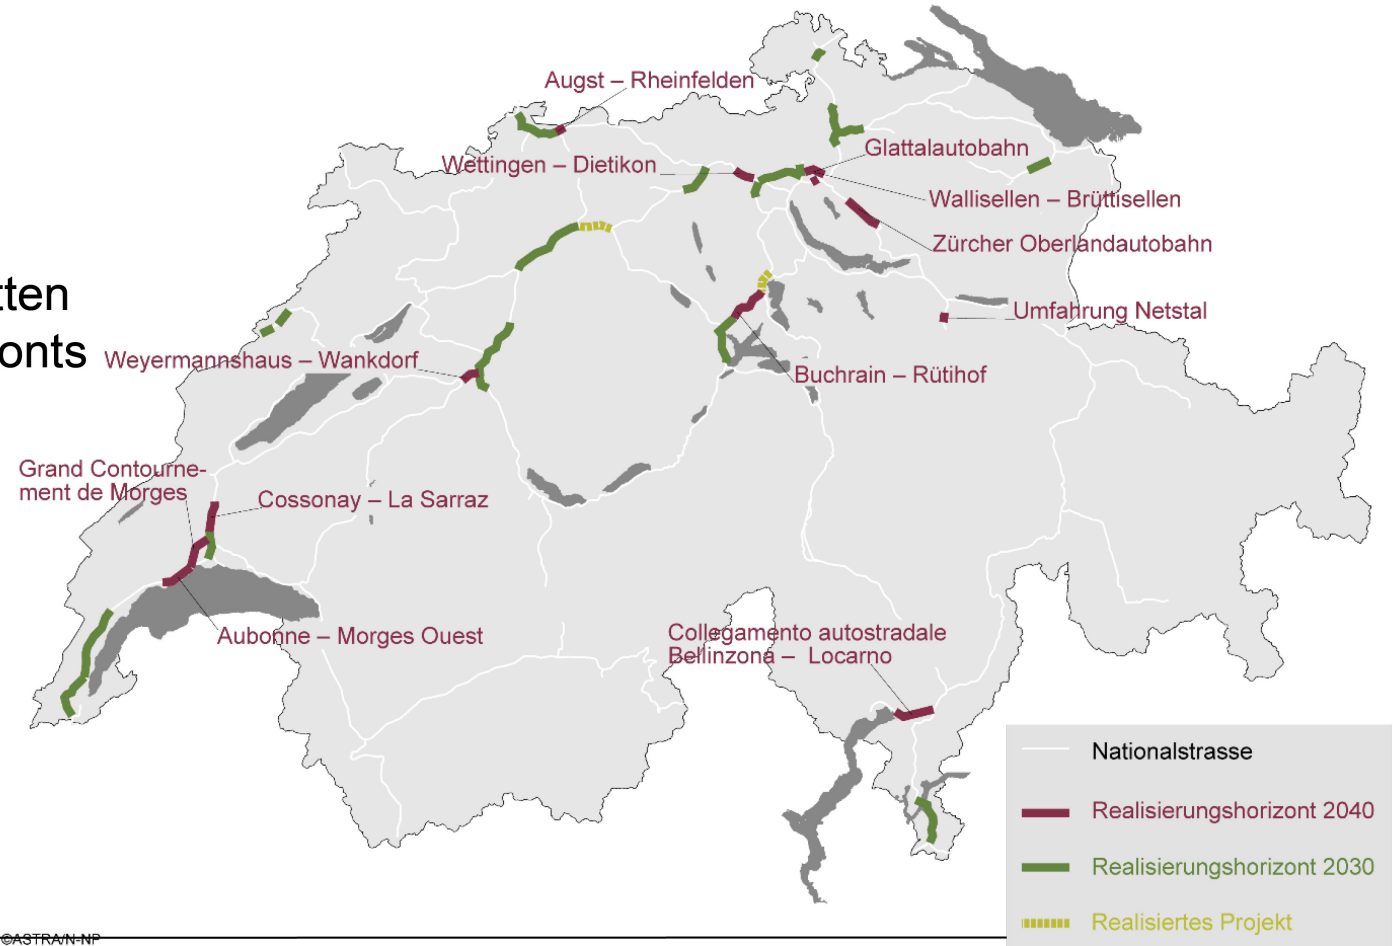 Augst – Rheinfelden
Wettingen – Dietikon
Glattalautobahn
Wallisellen – Brüttisellen
Zürcher Oberlandautobahn
tten
onts
Umfahrung Netstal
Weyermannshaus – Wankdorf
Buchrain – Rütihof
Grand Contourne-
ment de Morges
Cossonay – La Sarraz
Aubonne – Morges Ouest
Collegamento autostradale
Bellinzona – Locarno
Nationalstrasse
Realisierungshorizont 2040
Realisierungshorizont 2030
Realisiertes Projekt
©ASTRA/N-NP